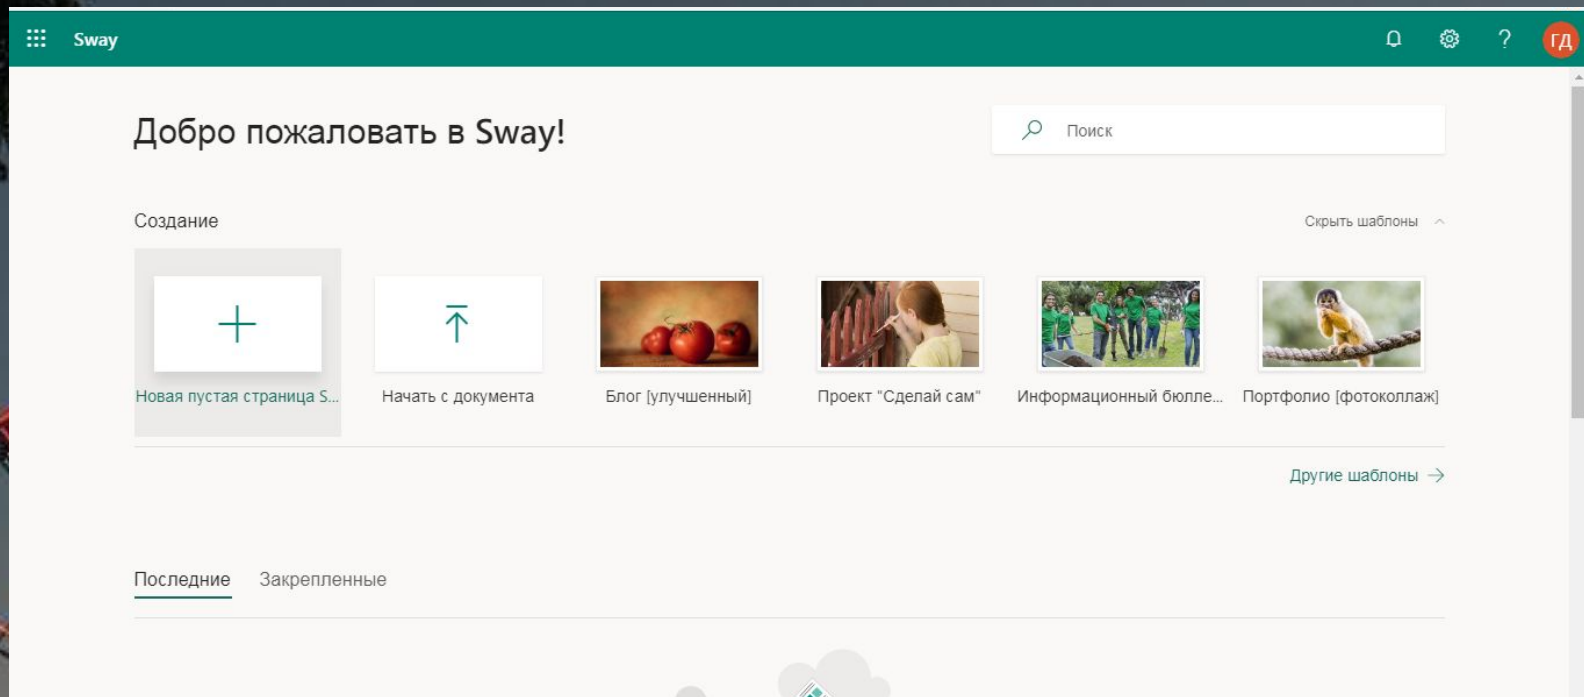 Sway
?
ГД
Добро пожаловать в Sway!
Поиск
Создание
Скрыть шаблоны
Новая пустая страница S...
Начать с документа
Блог [улучшенный]
Проект "Сделай сам"
Информационный бюлле...
Портфолио [фотоколлаж]
Другие шаблоны
Последние
Закрепленные